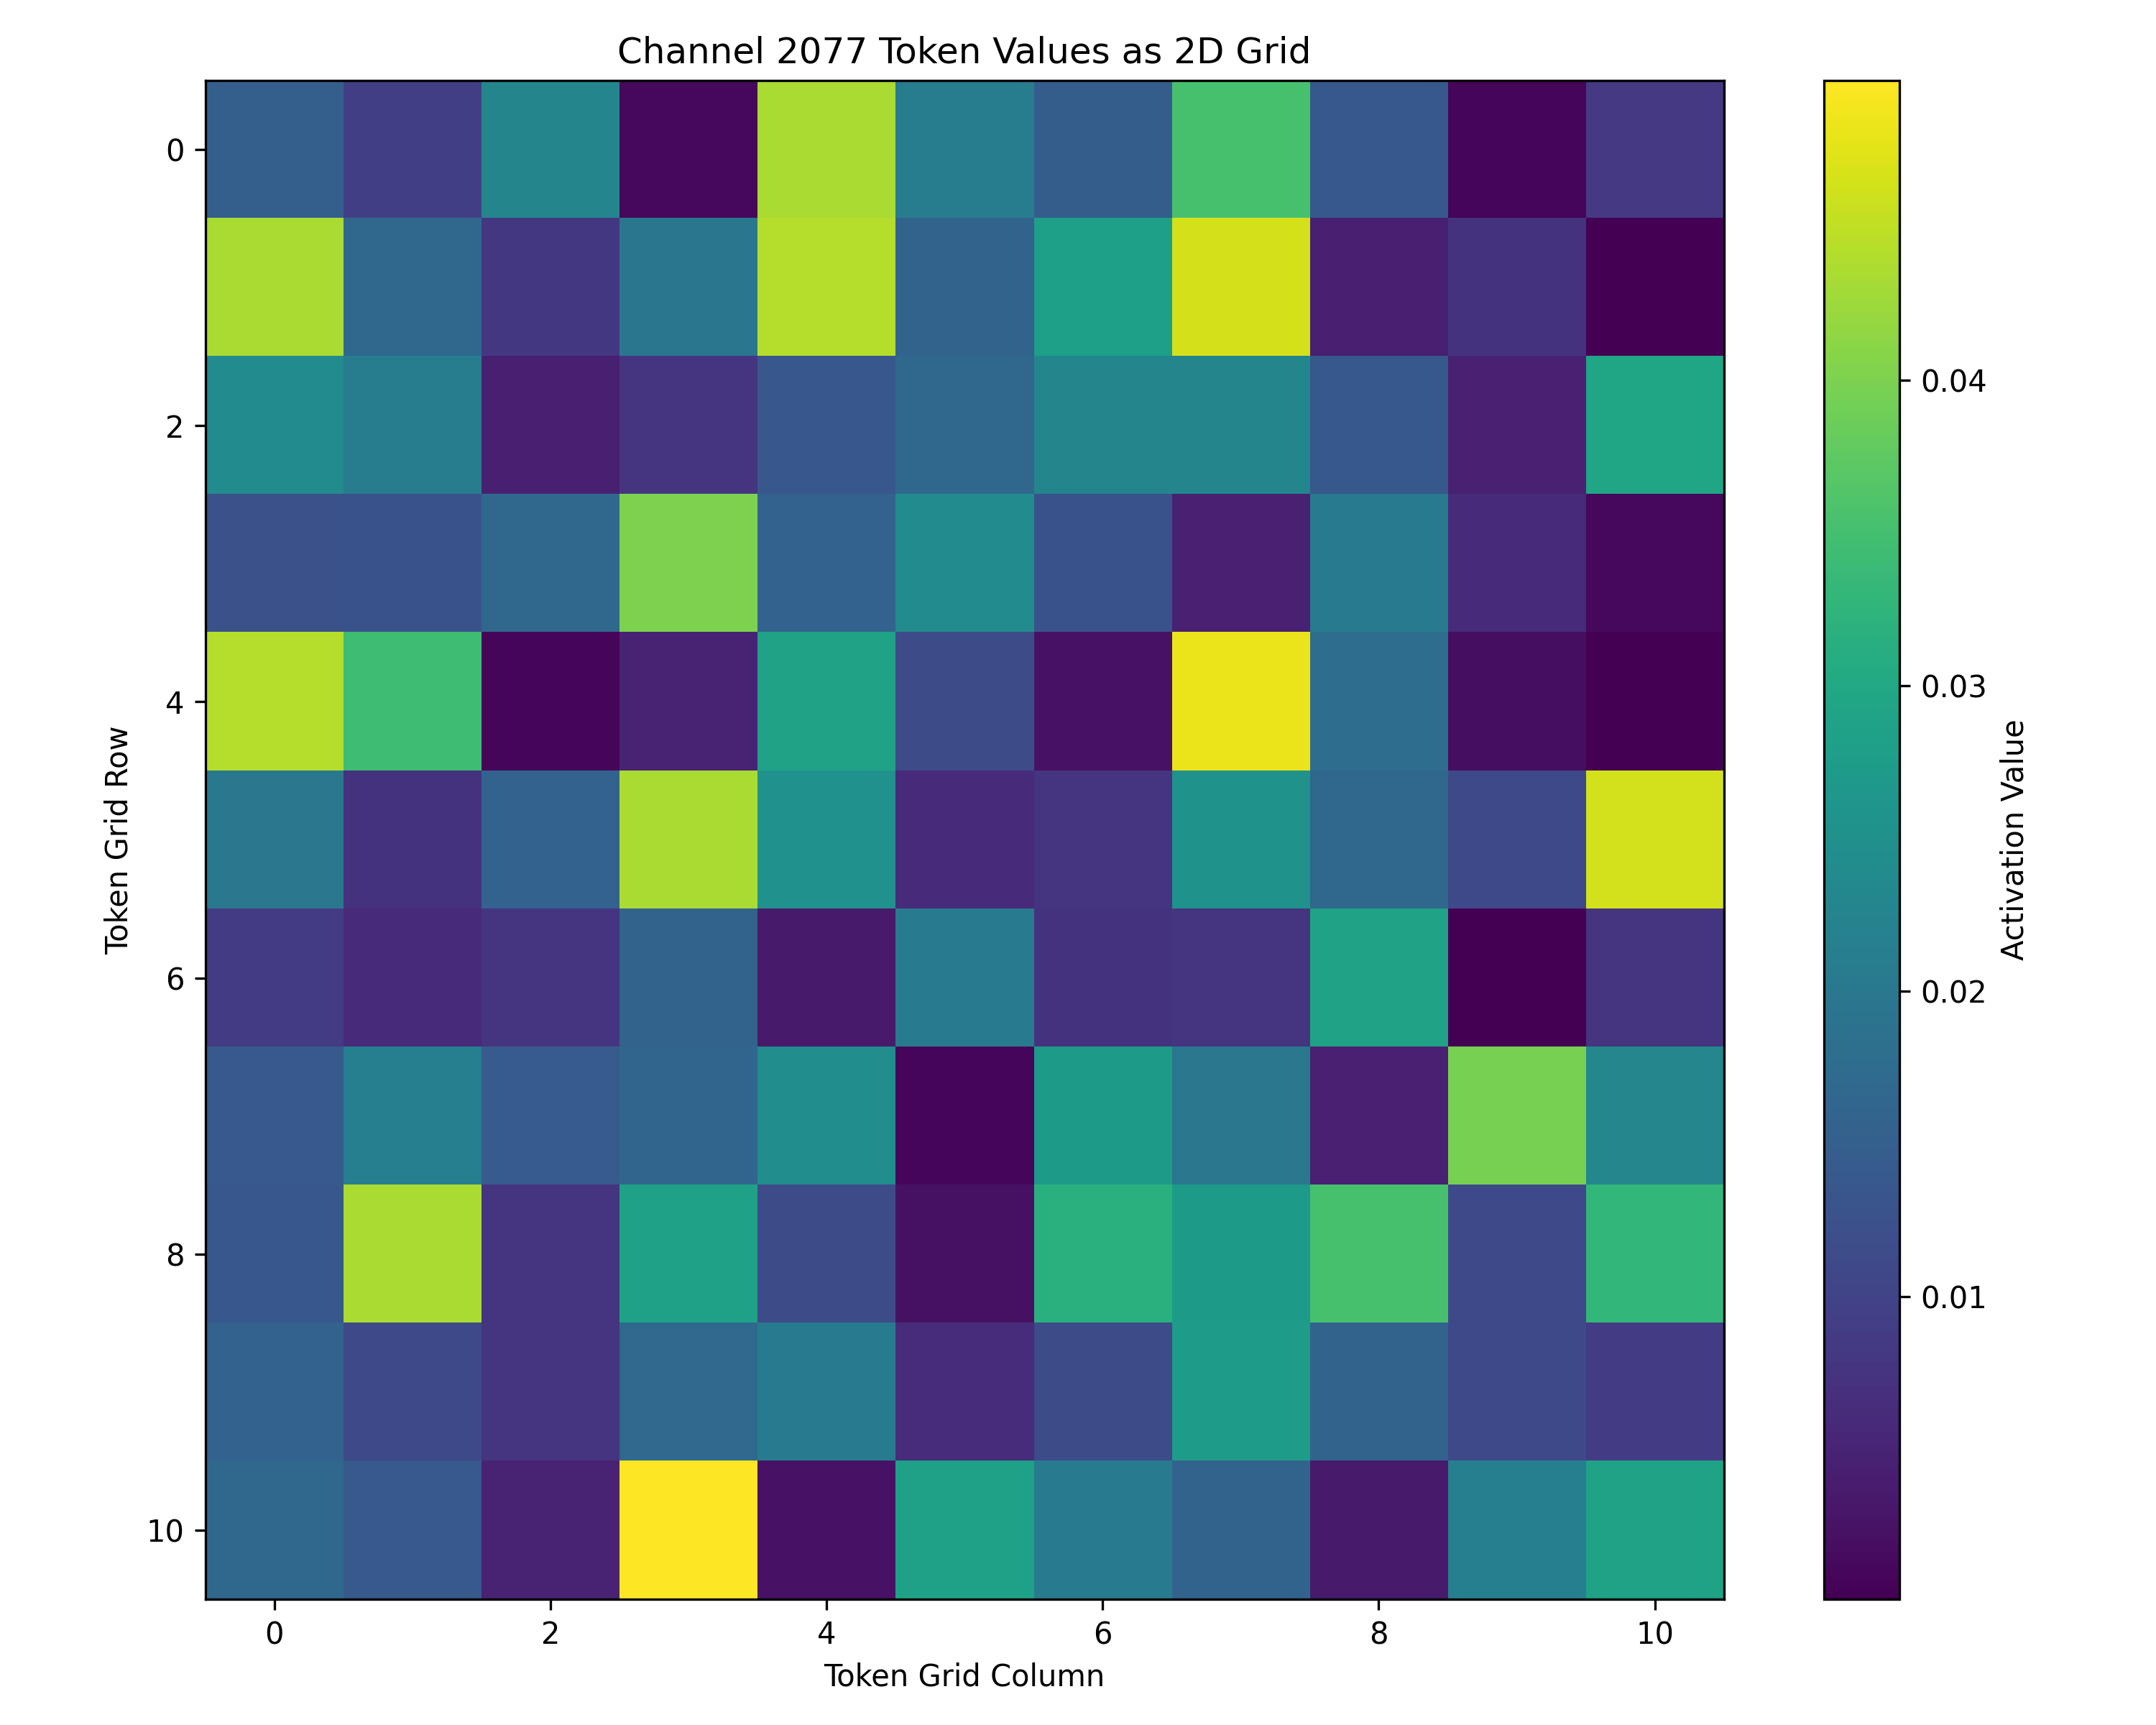 Channel 2077 Token Values as 2D Grid
0
2
4
6
8
10
Token Grid Row
0 2 4 6 8 10
Token Grid Column
0.04
0.03
0.02
0.01
Activation Value